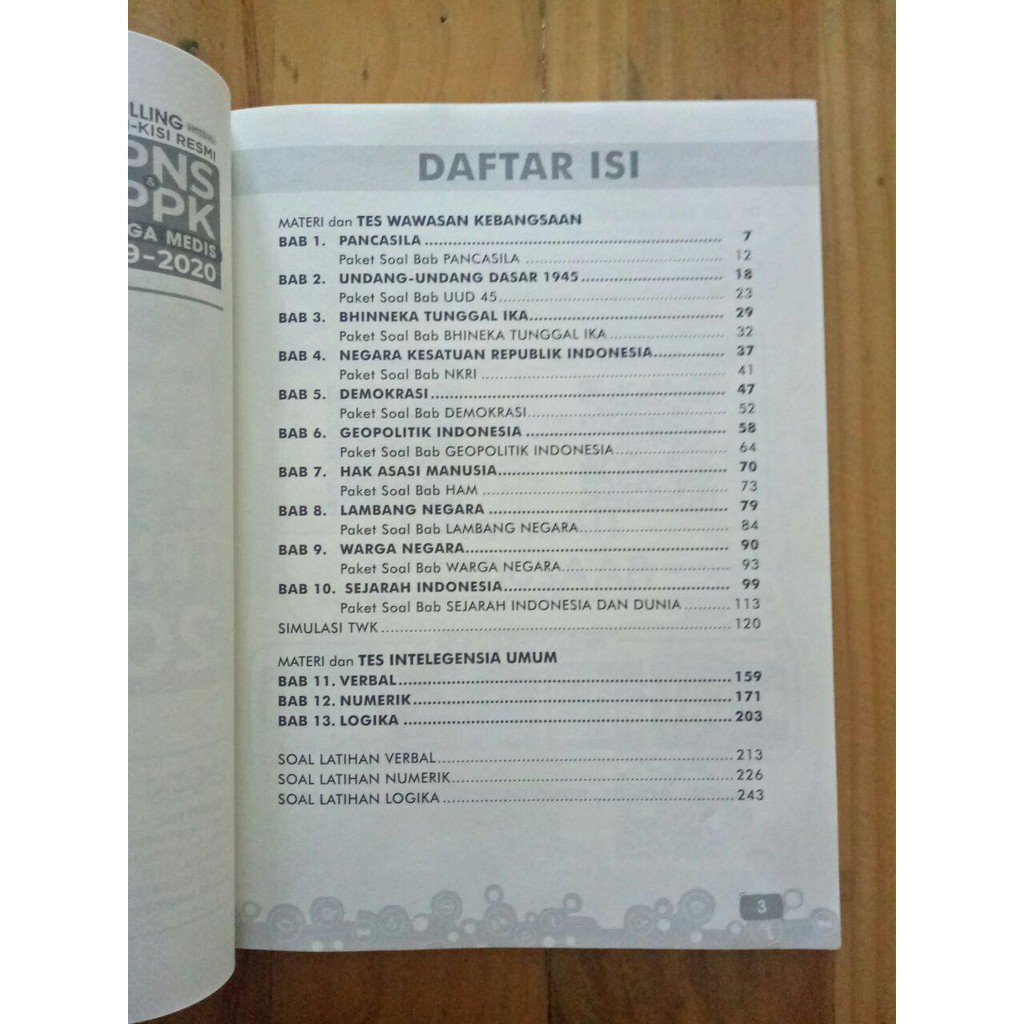 LLING
-KISI RESMI
PNS
&
PPK
GA MEDIS
9-2020
DAFTAR ISI
MATERI dan TES WAWASAN KEBANGSAAN
BAB 1. PANCASILA ........ 7
Paket Soal Bab PANCASILA ........ 12
BAB 2. UNDANG-UNDANG DASAR 1945 ........ 18
Paket Soal Bab UUD 45 ........ 23
BAB 3. BHINNEKA TUNGGAL IKA ........ 29
Paket Soal Bab BHINEKA TUNGGAL IKA ........ 32
BAB 4. NEGARA KESATUAN REPUBLIK INDONESIA ........ 37
Paket Soal Bab NKRI ........ 41
BAB 5. DEMOKRASI ........ 47
Paket Soal Bab DEMOKRASI ........ 52
BAB 6. GEOPOLITIK INDONESIA ........ 58
Paket Soal Bab GEOPOLITIK INDONESIA ........ 64
BAB 7. HAK ASASI MANUSIA ........ 70
Paket Soal Bab HAM ........ 73
BAB 8. LAMBANG NEGARA ........ 79
Paket Soal Bab LAMBANG NEGARA ........ 84
BAB 9. WARGA NEGARA ........ 90
Paket Soal Bab WARGA NEGARA ........ 93
BAB 10. SEJARAH INDONESIA ........ 99
Paket Soal Bab SEJARAH INDONESIA DAN DUNIA ........ 113
SIMULASI TWK ........ 120
MATERI dan TES INTELEGENSIA UMUM
BAB 11. VERBAL ........ 159
BAB 12. NUMERIK ........ 171
BAB 13. LOGIKA ........ 203
SOAL LATIHAN VERBAL ........ 213
SOAL LATIHAN NUMERIK ........ 226
SOAL LATIHAN LOGIKA ........ 243
3